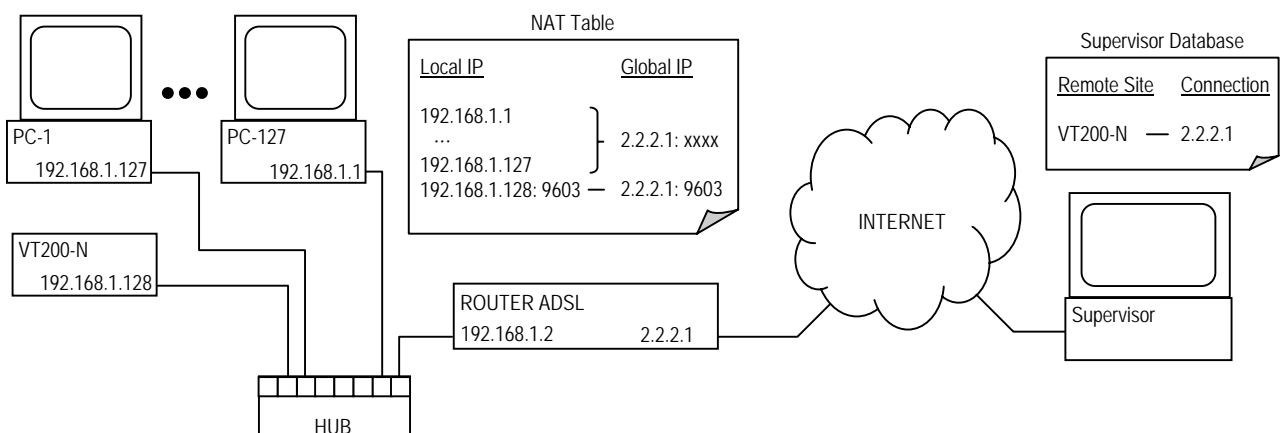 NAT Table
Local IP Global IP
192.168.1.1
...
192.168.1.127
2.2.2.1: xxxx
192.168.1.128: 9603 — 2.2.2.1: 9603
Supervisor Database
Remote Site Connection
VT200-N — 2.2.2.1
PC-1
192.168.1.127
PC-127
192.168.1.1
VT200-N
192.168.1.128
ROUTER ADSL
192.168.1.2 2.2.2.1
INTERNET
Supervisor
HUB